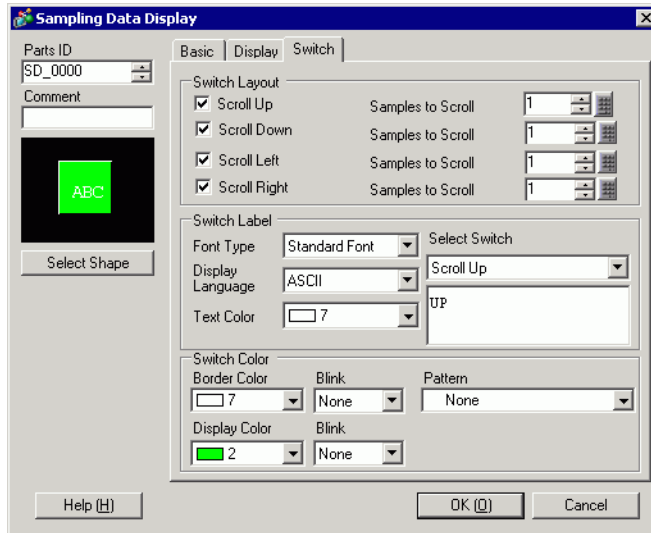 Sampling Data Display
Parts ID
SD_0000
Comment
ABC
Select Shape
Basic Display Switch
Switch Layout
Scroll Up Samples to Scroll 1
Scroll Down Samples to Scroll 1
Scroll Left Samples to Scroll 1
Scroll Right Samples to Scroll 1
Switch Label
Font Type Standard Font
Display Language ASCII
Text Color 7
Select Switch
Scroll Up
UP
Switch Color
Border Color Blink Pattern
7 None None
Display Color Blink
2 None
Help (H) OK (O) Cancel